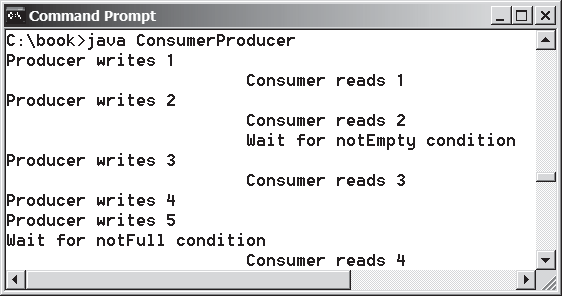 Command Prompt
C:\book>java ConsumerProducer
Producer writes 1
Consumer reads 1
Producer writes 2
Consumer reads 2
Wait for notEmpty condition
Producer writes 3
Consumer reads 3
Producer writes 4
Producer writes 5
Wait for notFull condition
Consumer reads 4